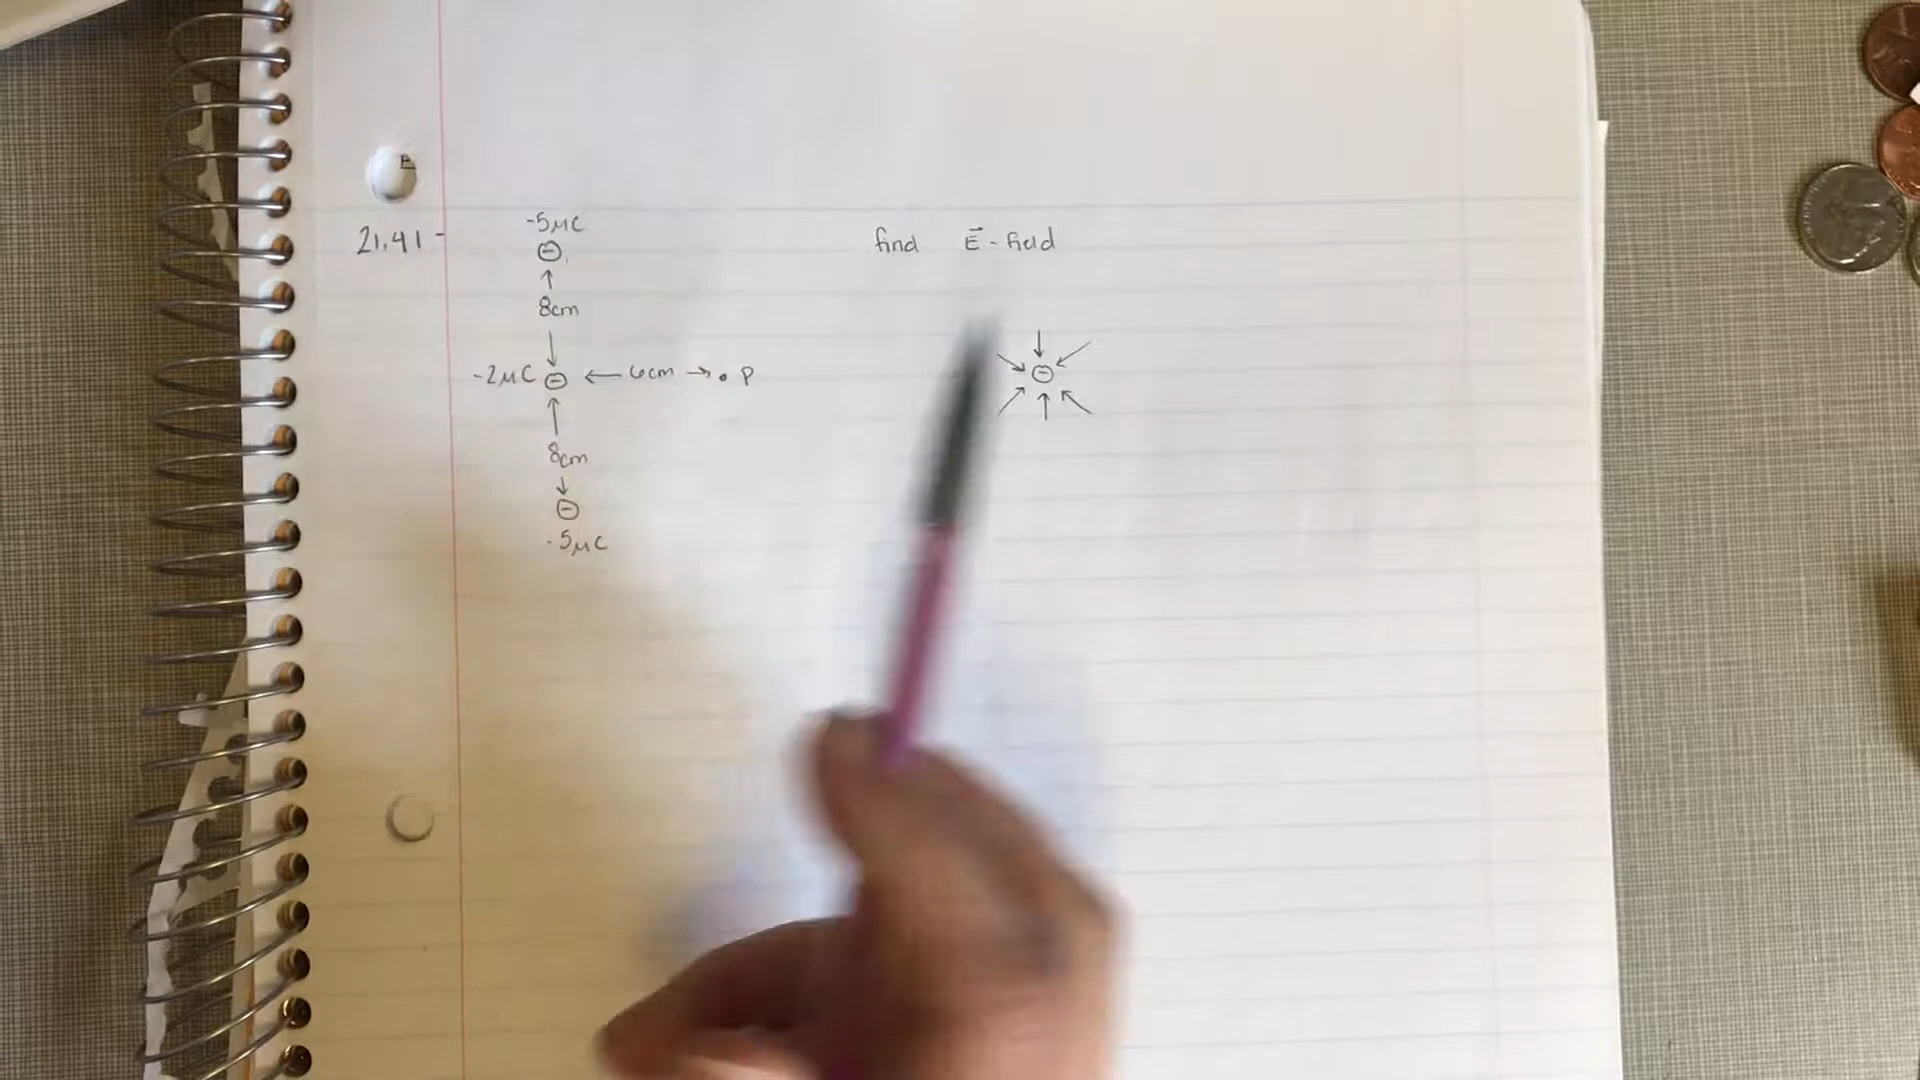 21.41 -
-5μC
⊖
8cm
-2μC ⊖ ← 6cm → • P
8cm
⊖
-5μC
find E⃗ - field
⊖